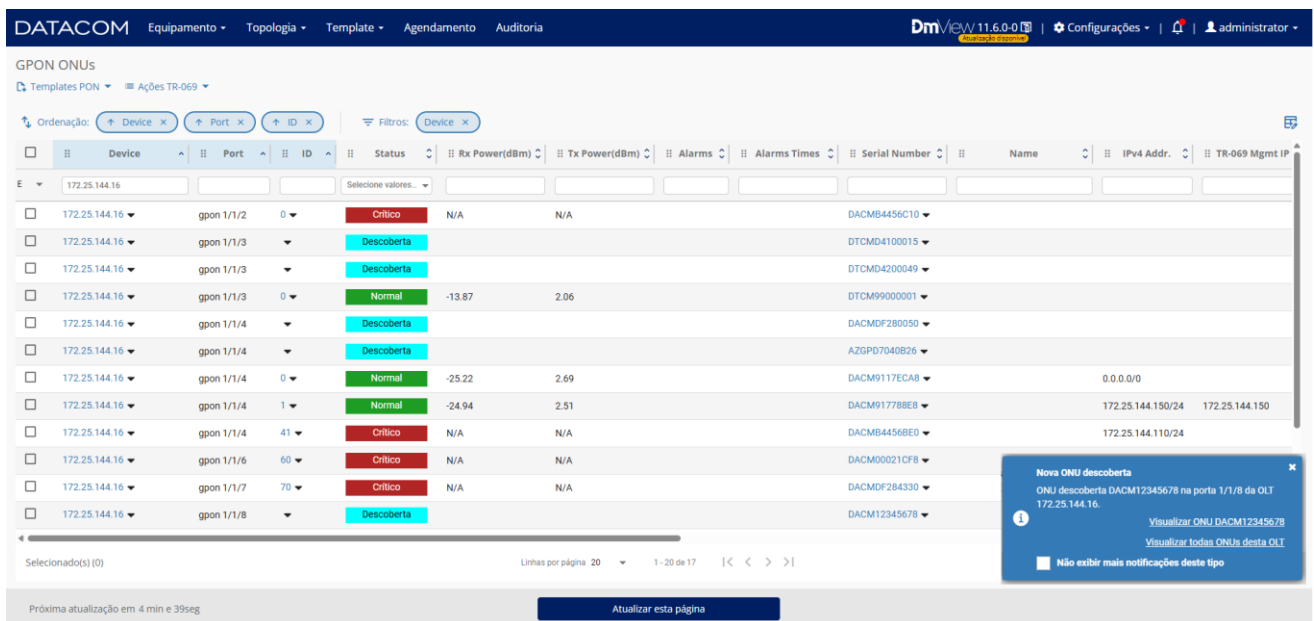 DATACOM Equipamento Topologia Template Agendamento Auditoria DmView 11.6.0-0 | Configurações | | administrator
Atualização disponível
GPON ONUs
Templates PON Ações TR-069
Ordenação: Device × Port × ID × Filtros: Device ×
Device Port ID Status Rx Power(dBm) Tx Power(dBm) Alarms Alarms Times Serial Number Name IPv4 Addr. TR-069 Mgmt IP
E 172.25.144.16 Selecione valores...
172.25.144.16 gpon 1/1/2 0 Crítico N/A N/A DACMB4456C10
172.25.144.16 gpon 1/1/3 Descoberta DTCMD4100015
172.25.144.16 gpon 1/1/3 Descoberta DTCMD4200049
172.25.144.16 gpon 1/1/3 0 Normal -13.87 2.06 DTCM99000001
172.25.144.16 gpon 1/1/4 Descoberta DACMDF280050
172.25.144.16 gpon 1/1/4 Descoberta AZGPD7040B26
172.25.144.16 gpon 1/1/4 0 Normal -25.22 2.69 DACM9117ECA8 0.0.0.0/0
172.25.144.16 gpon 1/1/4 1 Normal -24.94 2.51 DACM917788E8 172.25.144.150/24 172.25.144.150
172.25.144.16 gpon 1/1/4 41 Crítico N/A N/A DACMB4456BE0 172.25.144.110/24
172.25.144.16 gpon 1/1/6 60 Crítico N/A N/A DACM00021CF8
172.25.144.16 gpon 1/1/7 70 Crítico N/A N/A DACMDF284330
172.25.144.16 gpon 1/1/8 Descoberta DACM12345678
Nova ONU descoberta ×
ONU descoberta DACM12345678 na porta 1/1/8 da OLT
172.25.144.16.
Visualizar ONU DACM12345678
Visualizar todas ONUs desta OLT
Não exibir mais notificações deste tipo
Selecionado(s) (0) Linhas por página 20 1 - 20 de 17 |< < > >|
Próxima atualização em 4 min e 39seg Atualizar esta página